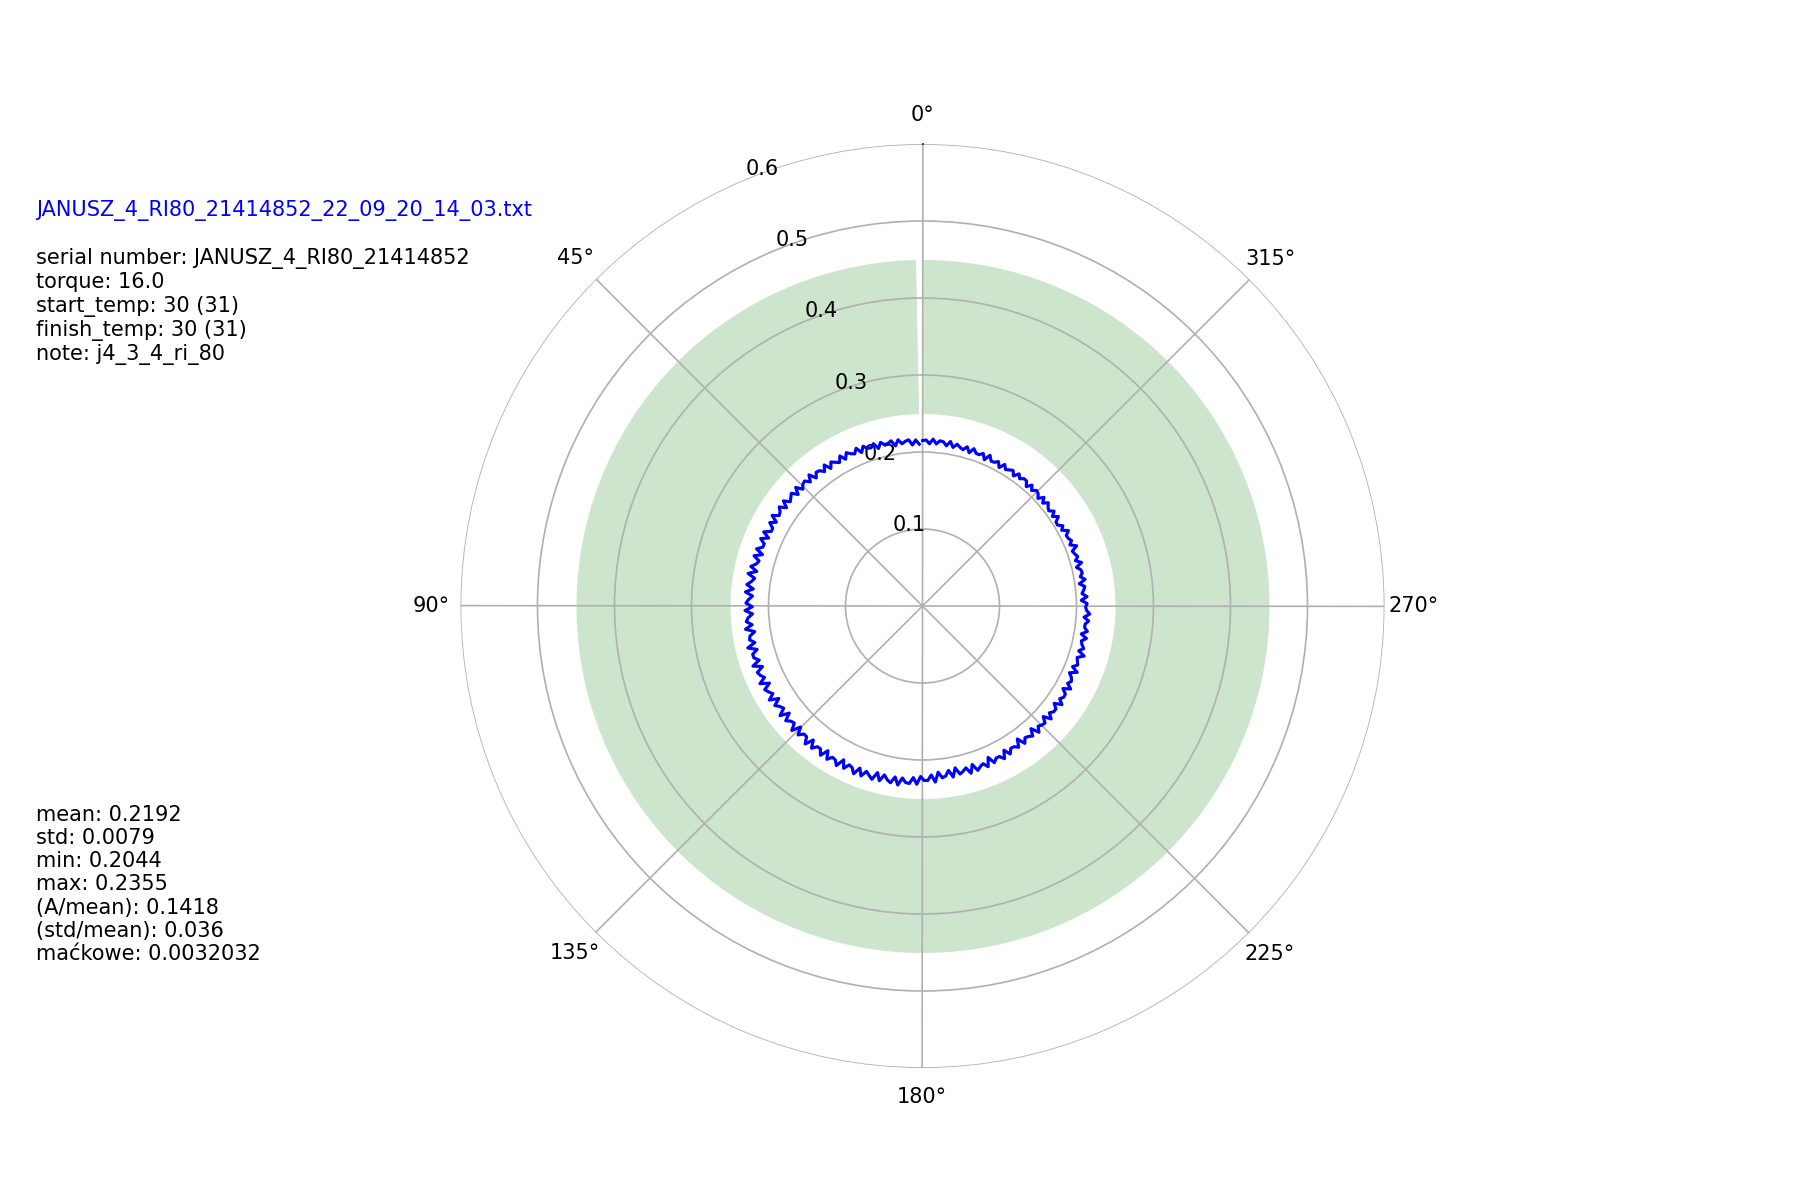 0°
0.6
JANUSZ_4_RI80_21414852_22_09_20_14_03.txt
0.5
serial number: JANUSZ_4_RI80_21414852
45°
315°
torque: 16.0
start_temp: 30 (31)
0.4
finish_temp: 30 (31)
note: j4_3_4_ri_80
0.3
0.2
0.1
90°
270°
mean: 0.2192
std: 0.0079
min: 0.2044
max: 0.2355
(A/mean): 0.1418
(std/mean): 0.036
maćkowe: 0.0032032
135°
225°
180°